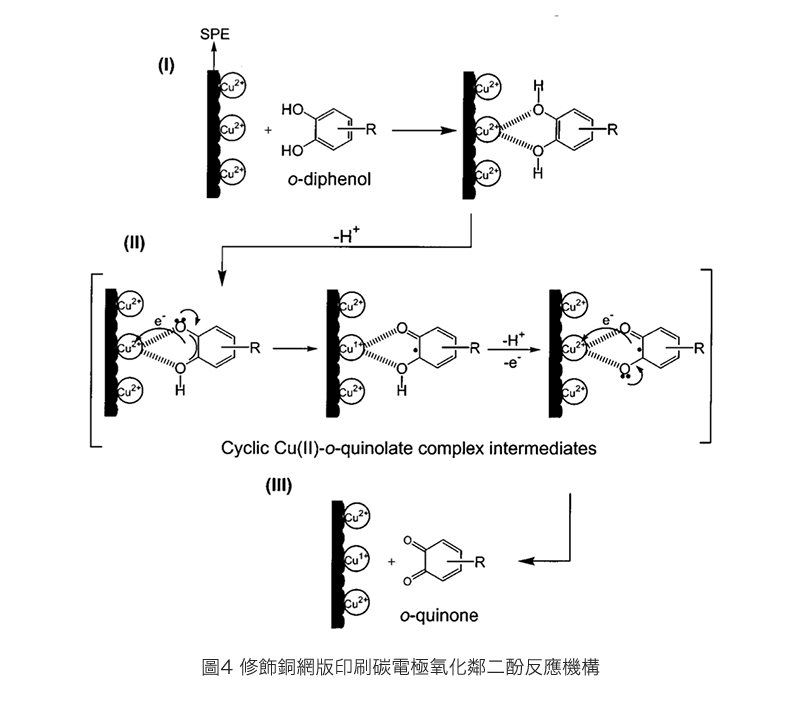 SPE
(I)
Cu2+
Cu2+
Cu2+
+
HO
HO
R
o-diphenol
Cu2+
Cu2+
Cu2+
H
O
O
H
R
-H+
(II)
Cu2+
Cu2+
Cu2+
e-
O
O
H
R
Cu2+
Cu1+
Cu2+
O
O
H
R
-H+
-e-
Cu2+
Cu2+
Cu2+
e-
O
O
R
Cyclic Cu(II)-o-quinolate complex intermediates
(III)
Cu2+
Cu1+
Cu2+
+
O
O
R
o-quinone
圖4 修飾銅網版印刷碳電極氧化鄰二酚反應機構